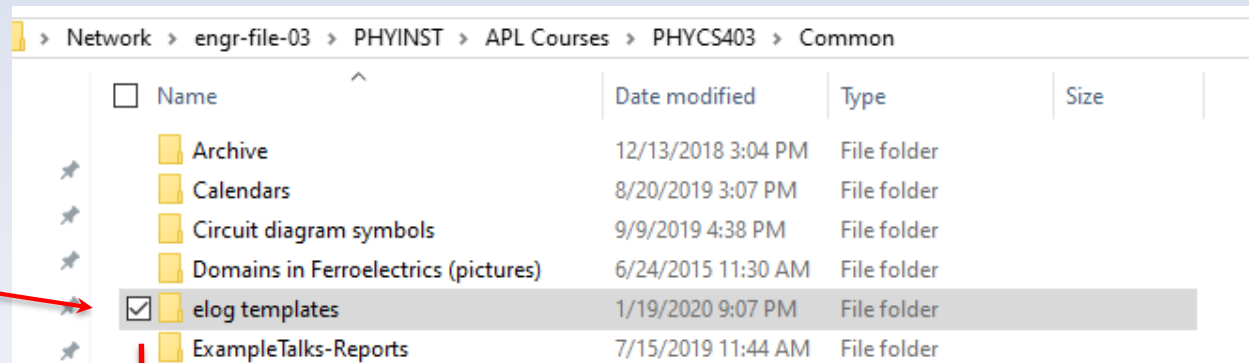 > Network > engr-file-03 > PHYINST > APL Courses > PHYCS403 > Common
Name Date modified Type Size
Archive 12/13/2018 3:04 PM File folder
Calendars 8/20/2019 3:07 PM File folder
Circuit diagram symbols 9/9/2019 4:38 PM File folder
Domains in Ferroelectrics (pictures) 6/24/2015 11:30 AM File folder
elog templates 1/19/2020 9:07 PM File folder
ExampleTalks-Reports 7/15/2019 11:44 AM File folder